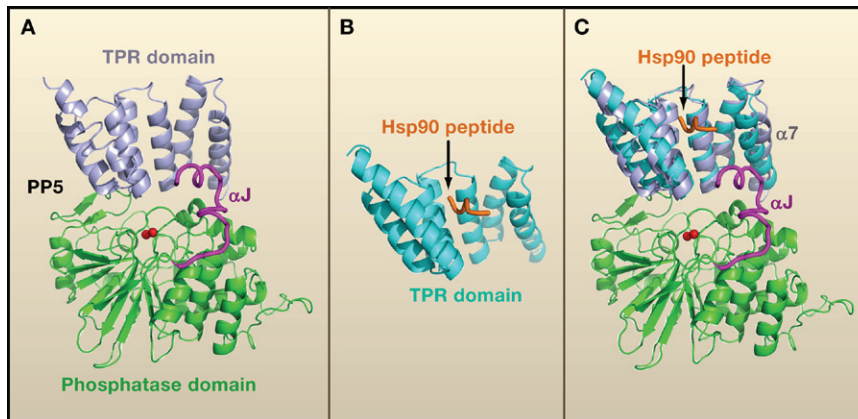 A
TPR domain
PP5
αJ
Phosphatase domain
B
Hsp90 peptide
TPR domain
C
Hsp90 peptide
α7
αJ